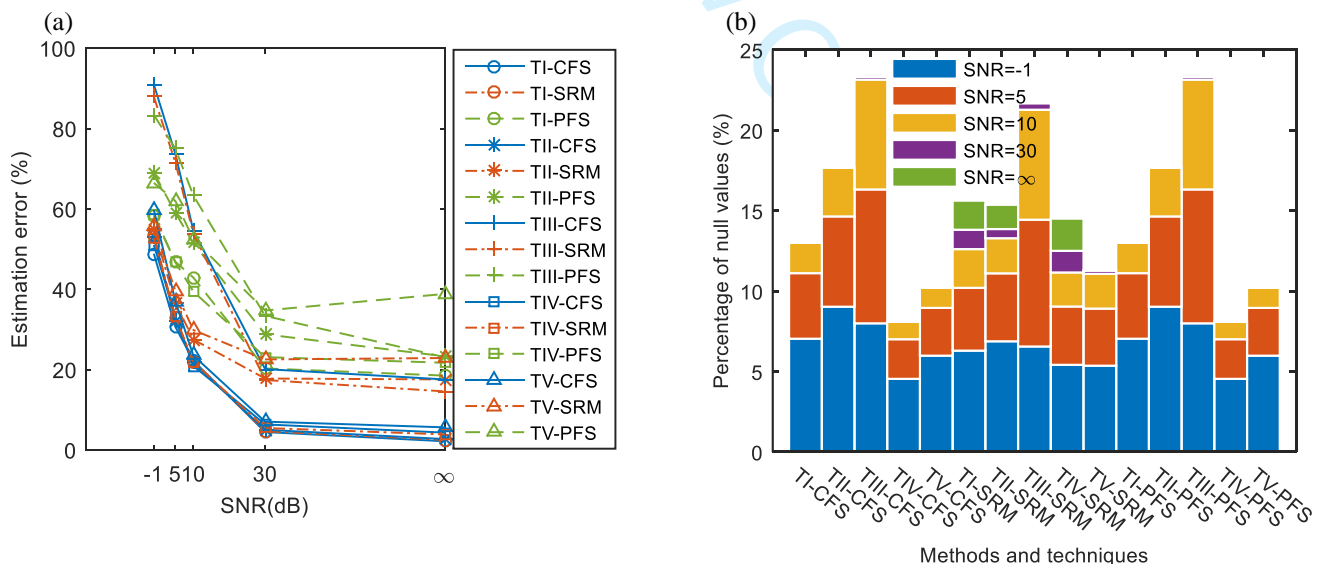 (a)
100
80
60
40
20
0
Estimation error (%)
-1 5 10 30 ∞
SNR(dB)
TI-CFS
TI-SRM
TI-PFS
TII-CFS
TII-SRM
TII-PFS
TIII-CFS
TIII-SRM
TIII-PFS
TIV-CFS
TIV-SRM
TIV-PFS
TV-CFS
TV-SRM
TV-PFS
(b)
25
20
15
10
5
0
Percentage of null values (%)
SNR=-1
SNR=5
SNR=10
SNR=30
SNR=∞
TI-CFS
TII-CFS
TIII-CFS
TIV-CFS
TV-CFS
TI-SRM
TII-SRM
TIII-SRM
TIV-SRM
TV-SRM
TI-PFS
TII-PFS
TIII-PFS
TIV-PFS
TV-PFS
Methods and techniques